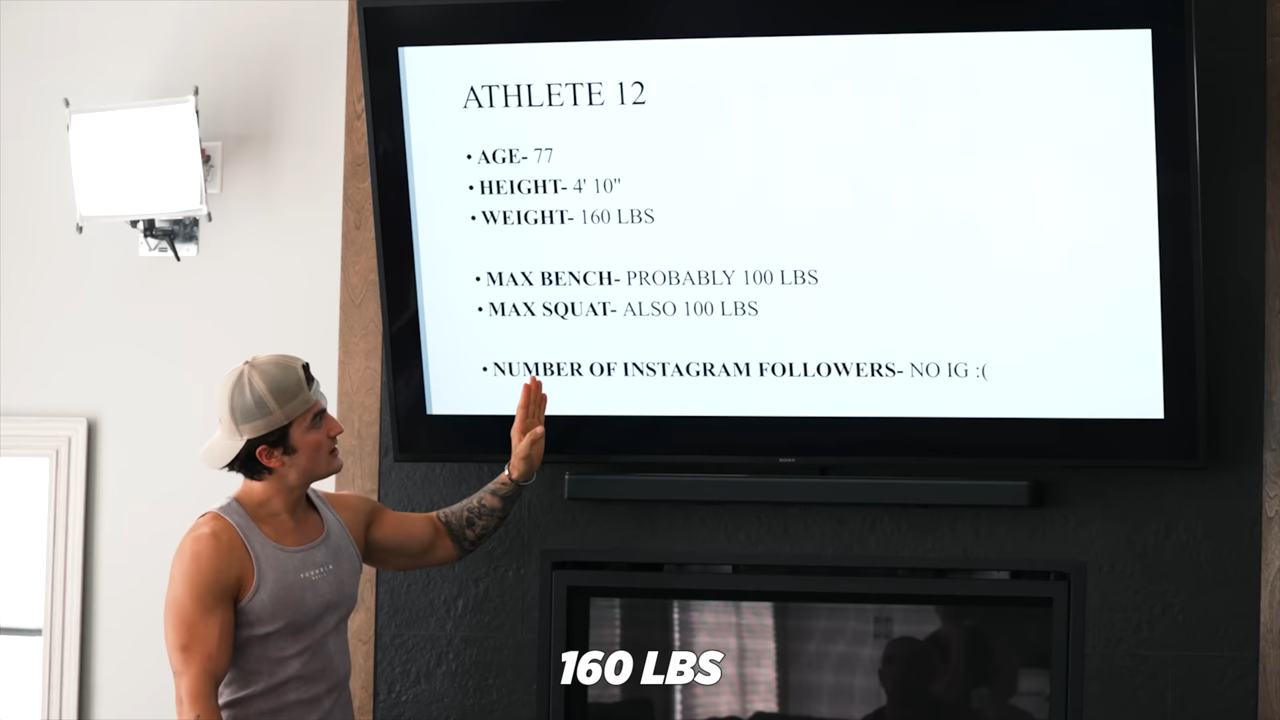 ATHLETE 12
• AGE- 77
• HEIGHT- 4' 10"
• WEIGHT- 160 LBS
• MAX BENCH- PROBABLY 100 LBS
• MAX SQUAT- ALSO 100 LBS
• NUMBER OF INSTAGRAM FOLLOWERS- NO IG :(
SONY
160 LBS